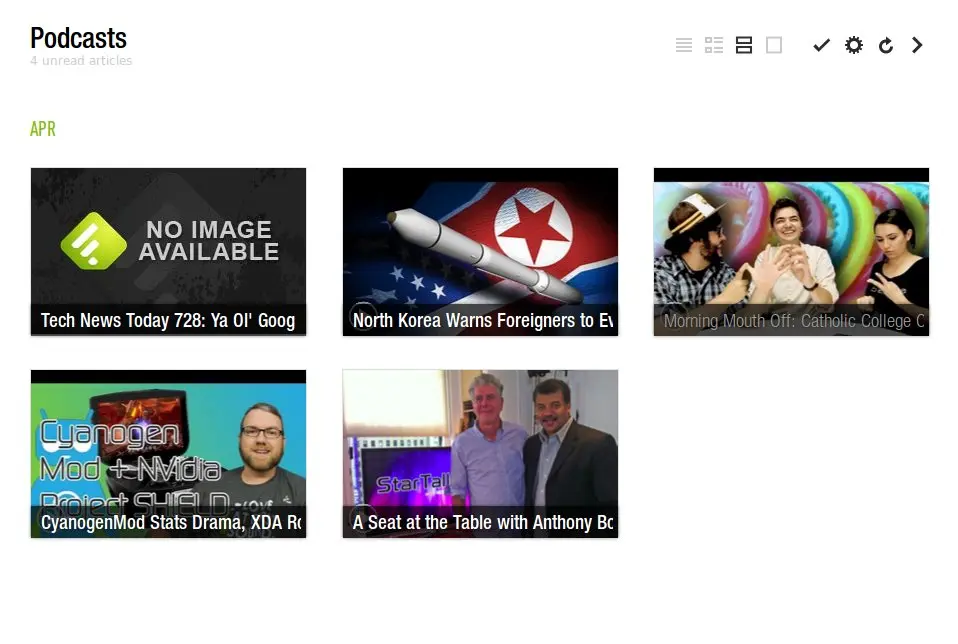 Podcasts
4 unread articles
APR
NO IMAGE
AVAILABLE
Tech News Today 728: Ya Ol' Goog
North Korea Warns Foreigners to Ev
Morning Mouth Off: Catholic College C
Cyanogen
Mod + NVidia
Project SHIELD
CyanogenMod Stats Drama, XDA Ro
StarTall
A Seat at the Table with Anthony Bo